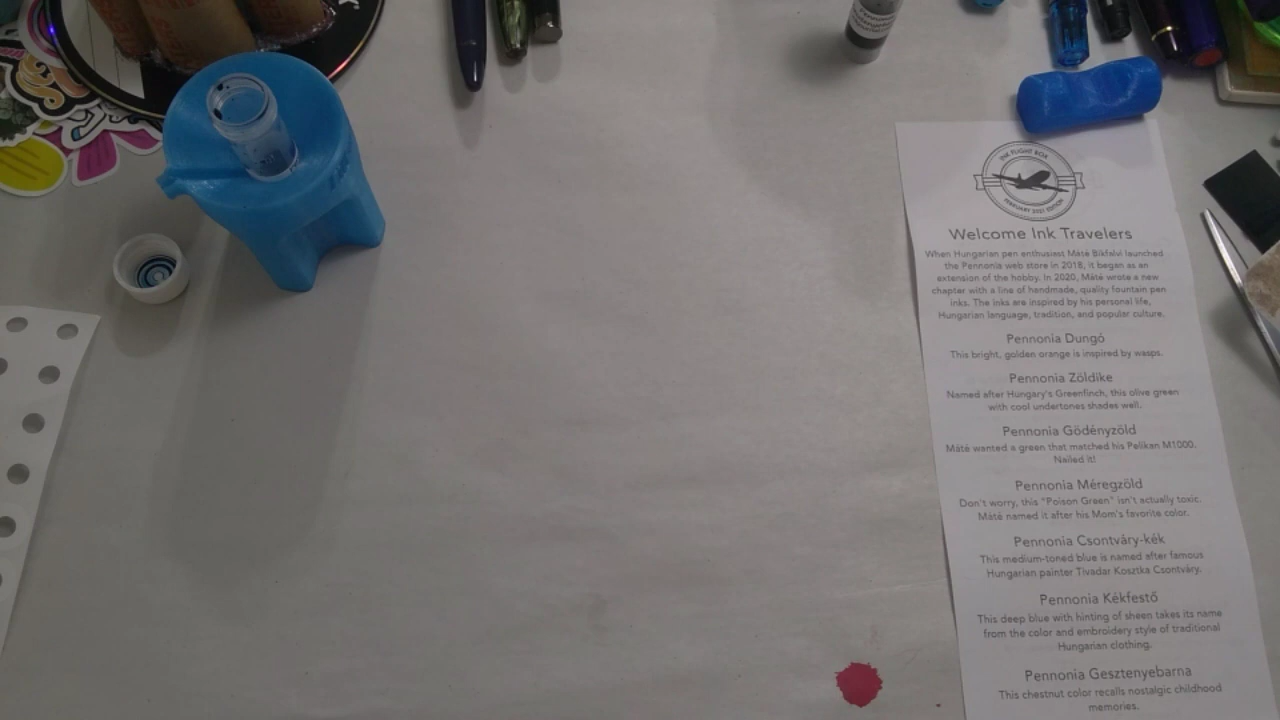 INK FLIGHT BOX
FEBRUARY 2021 EDITION
Welcome Ink Travelers
When Hungarian pen enthusiast Máté Bikfalvi launched
the Pennonia web store in 2018, it began as an
extension of the hobby. In 2020, Máté wrote a new
chapter with a line of handmade, quality fountain pen
inks. The inks are inspired by his personal life,
Hungarian language, tradition, and popular culture.
Pennonia Dungó
This bright, golden orange is inspired by wasps.
Pennonia Zöldike
Named after Hungary's Greenfinch, this olive green
with cool undertones shades well.
Pennonia Gödényzöld
Máté wanted a green that matched his Pelikan M1000.
Nailed it!
Pennonia Méregzöld
Don't worry, this "Poison Green" isn't actually toxic.
Máté named it after his Mom's favorite color.
Pennonia Csontváry-kék
This medium-toned blue is named after famous
Hungarian painter Tivadar Kosztka Csontváry.
Pennonia Kékfestő
This deep blue with hinting of sheen takes its name
from the color and embroidery style of traditional
Hungarian clothing.
Pennonia Gesztenyebarna
This chestnut color recalls nostalgic childhood
memories.